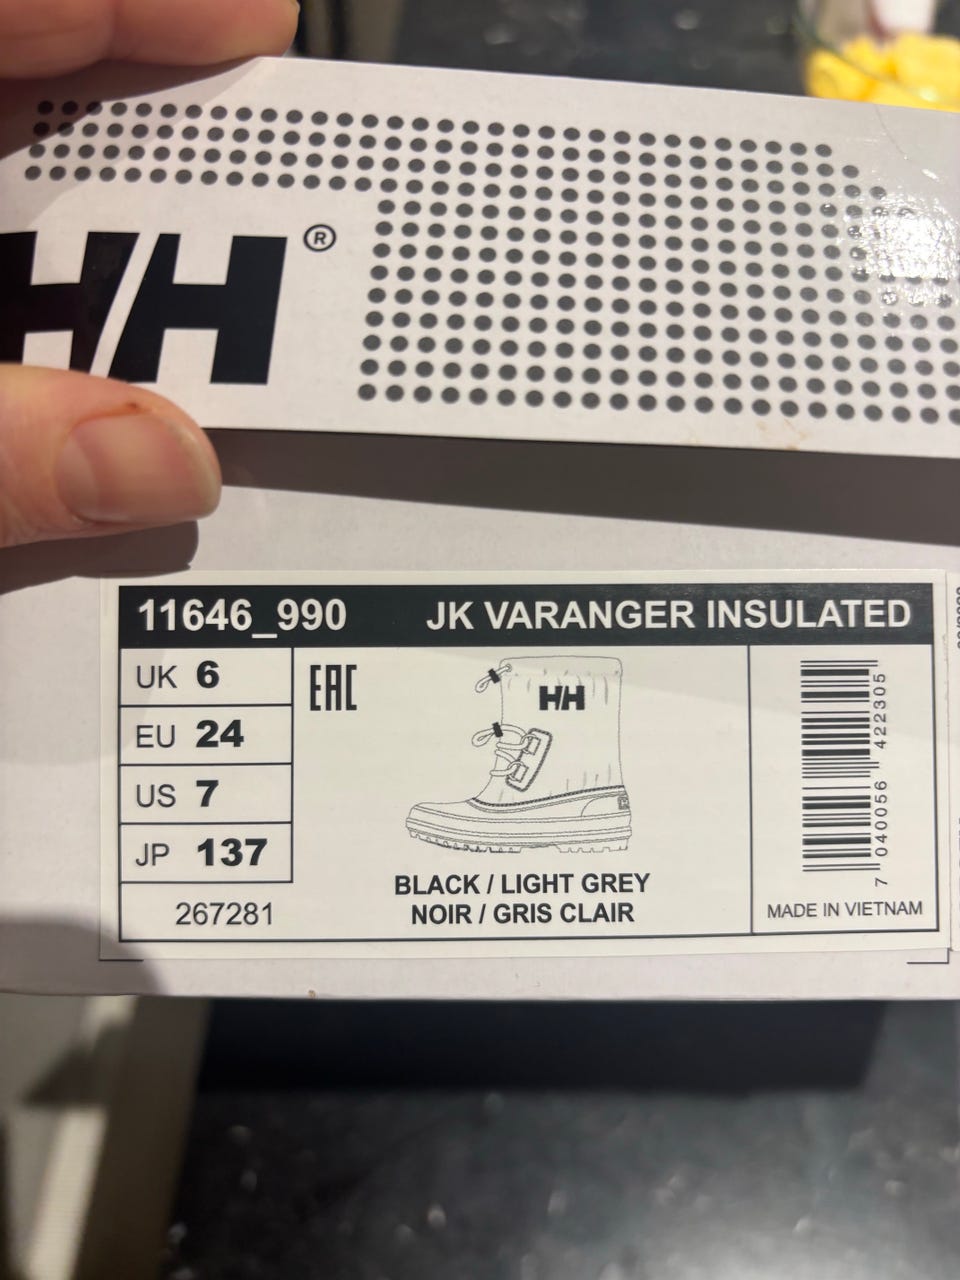 HH®
11646_990 JK VARANGER INSULATED
UK 6
EU 24
US 7
JP 137
267281
EAC
HH
BLACK / LIGHT GREY
NOIR / GRIS CLAIR
7 040056 422305
MADE IN VIETNAM